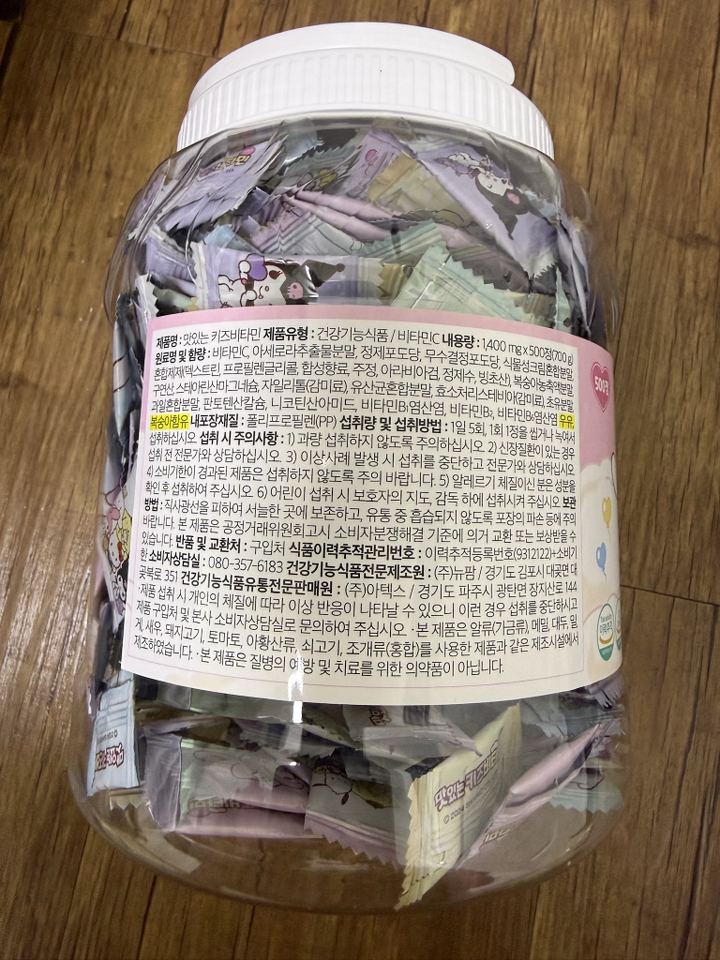 제품명 : 맛있는 키즈비타민 제품유형 : 건강기능식품 / 비타민C 내용량 : 1,400 mg x 500정(700 g)
원료명 및 함량 : 비타민C, 아세로라추출물분말, 정제포도당, 무수결정포도당, 식물성크림혼합분말,
혼합제제(덱스트린, 프로필렌글리콜, 합성향료, 주정, 아라비아검, 정제수, 빙초산), 복숭아농축액분말,
구연산, 스테아린산마그네슘, 자일리톨(감미료), 유산균혼합분말, 효소처리스테비아(감미료), 초유분말,
과일혼합분말, 판토텐산칼슘, 니코틴산아미드, 비타민B₁염산염, 비타민B₂, 비타민B₆염산염 우유,
복숭아함유 내포장재질 : 폴리프로필렌(PP) 섭취량 및 섭취방법 : 1일 5회, 1회 1정을 씹거나 녹여서
섭취하십시오. 섭취 시 주의사항 : 1) 과량 섭취하지 않도록 주의하십시오. 2) 신장질환이 있는 경우
섭취 전 전문가와 상담하십시오. 3) 이상사례 발생 시 섭취를 중단하고 전문가와 상담하십시오.
4) 소비기한이 경과된 제품은 섭취하지 않도록 주의 바랍니다. 5) 알레르기 체질이신 분은 성분을
확인 후 섭취하여 주십시오. 6) 어린이 섭취 시 보호자의 지도, 감독 하에 섭취시켜 주십시오. 보관
방법 : 직사광선을 피하여 서늘한 곳에 보존하고, 유통 중 흡습되지 않도록 포장의 파손 등에 주의
바랍니다. 본 제품은 공정거래위원회고시 소비자분쟁해결 기준에 의거 교환 또는 보상받을 수
있습니다. 반품 및 교환처 : 구입처 식품이력추적관리번호 : 이력추적등록번호(9312122)+소비기
한 소비자상담실 : 080-357-6183 건강기능식품전문제조원 : (주)뉴팜 / 경기도 김포시 대곶면 대
곶북로 351 건강기능식품유통전문판매원 : (주)아텍스 / 경기도 파주시 광탄면 장지산로 144
·제품 섭취 시 개인의 체질에 따라 이상 반응이 나타날 수 있으니 이런 경우 섭취를 중단하시고
제품 구입처 및 본사 소비자상담실로 문의하여 주십시오. ·본 제품은 알류(가금류), 메밀, 대두, 밀,
게, 새우, 돼지고기, 토마토, 아황산류, 쇠고기, 조개류(홍합)를 사용한 제품과 같은 제조시설에서
제조하였습니다. ·본 제품은 질병의 예방 및 치료를 위한 의약품이 아닙니다.
500정
맛있는 키즈비타